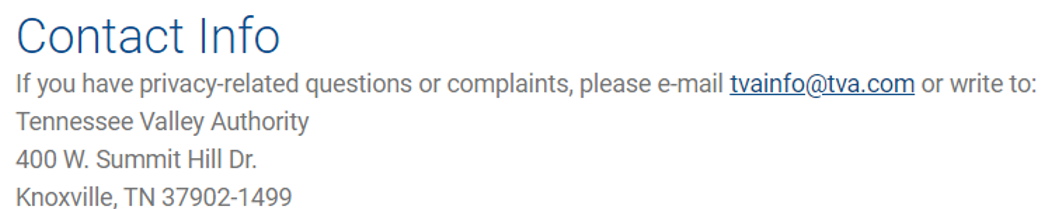 Contact Info
If you have privacy-related questions or complaints, please e-mail tvainfo@tva.com or write to:
Tennessee Valley Authority
400 W. Summit Hill Dr.
Knoxville, TN 37902-1499